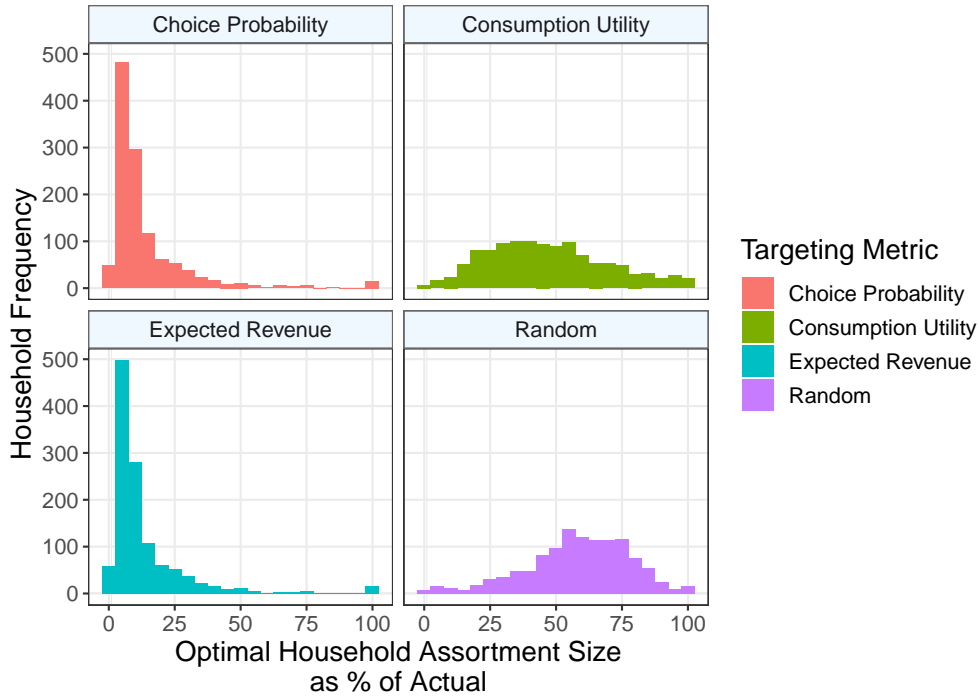 Choice Probability
Consumption Utility
500
400
300
200
100
0
Expected Revenue
Random
500
400
300
200
100
0
0 25 50 75 100
0 25 50 75 100
Household Frequency
Optimal Household Assortment Size
as % of Actual
Targeting Metric
Choice Probability
Consumption Utility
Expected Revenue
Random